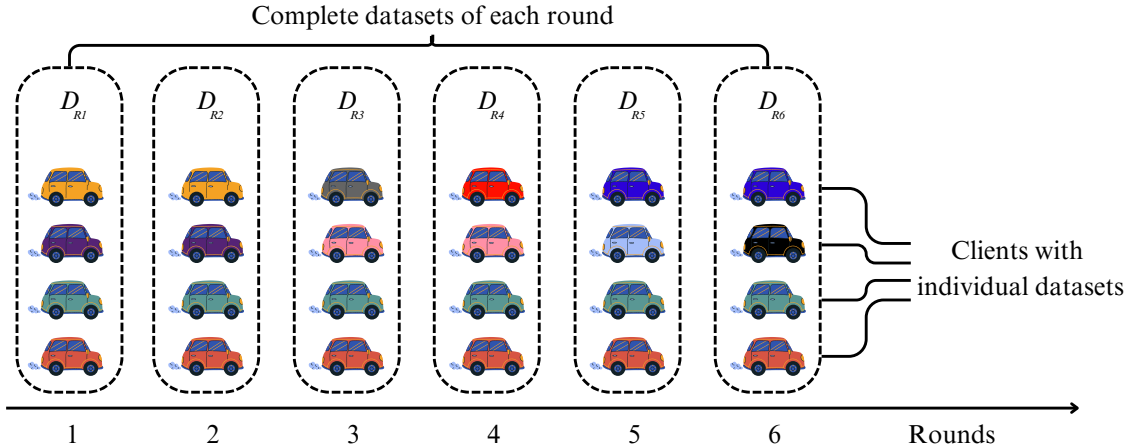 Complete datasets of each round
D_R1 D_R2 D_R3 D_R4 D_R5 D_R6
Clients with
individual datasets
1 2 3 4 5 6 Rounds